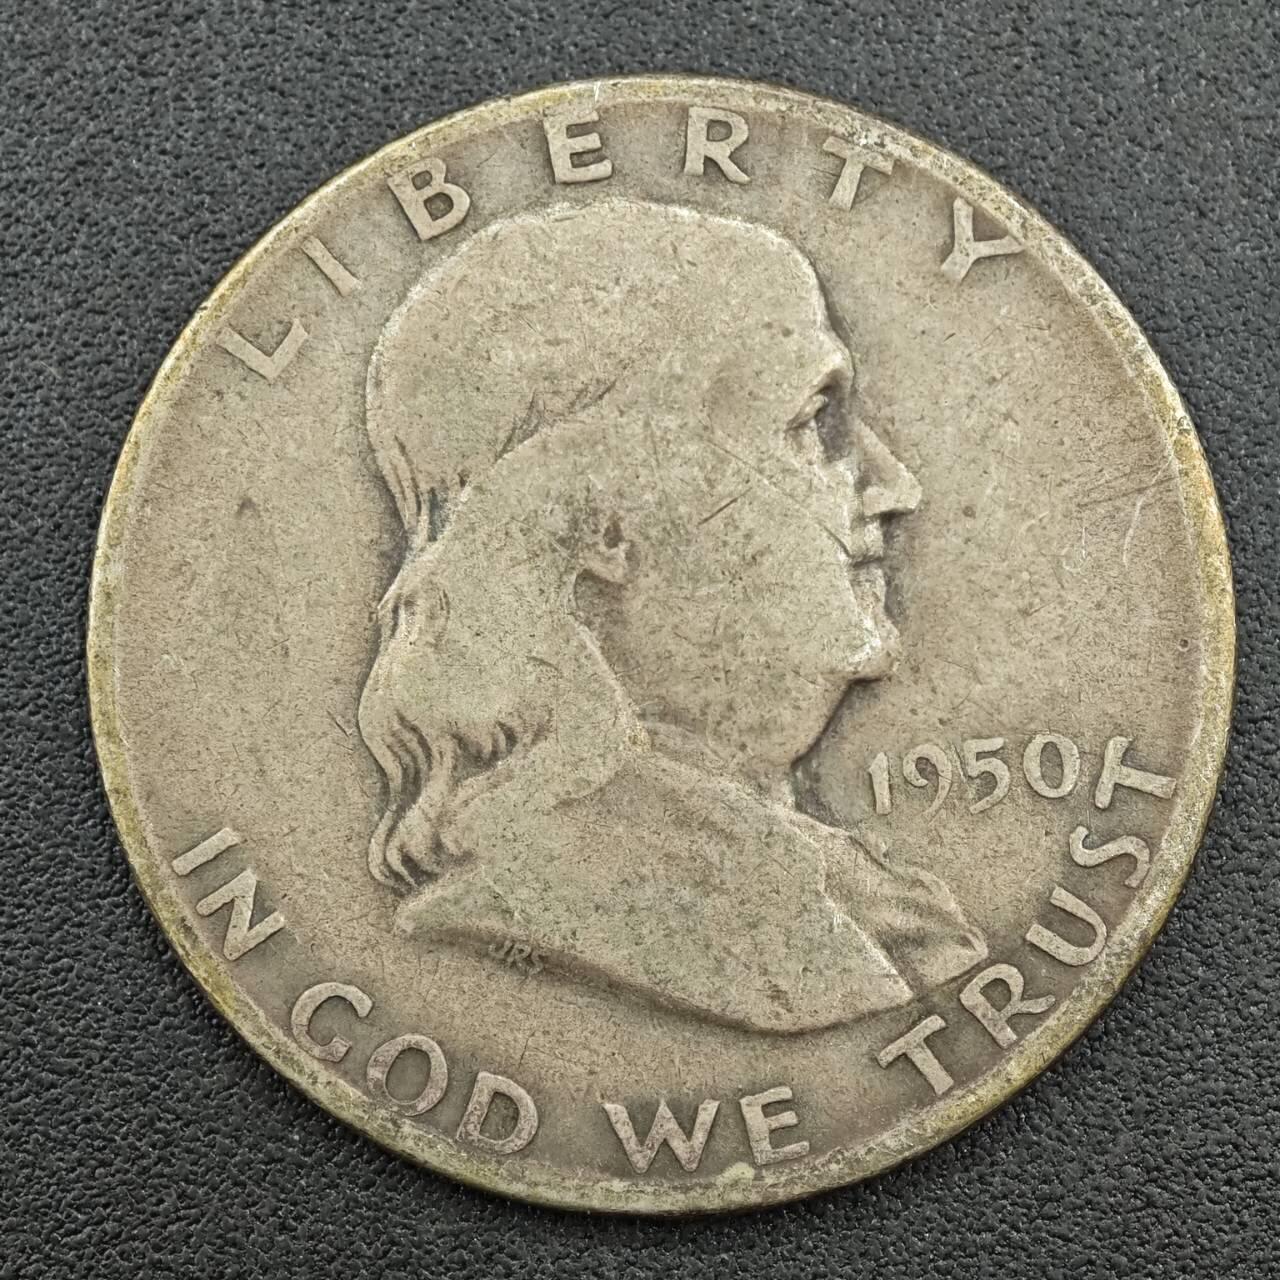 LIBERTY
1950
JRS
IN GOD WE TRUST